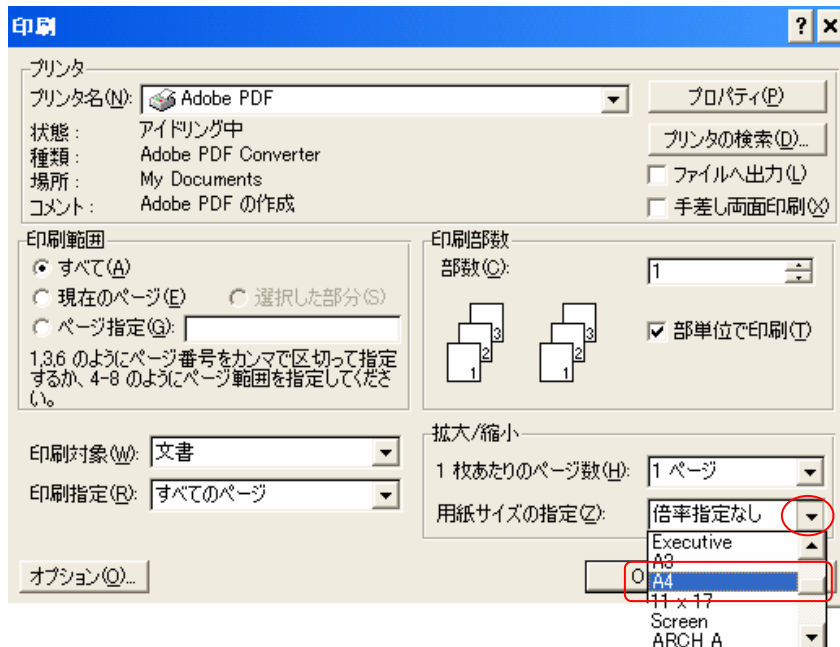 印刷
プリンタ
プリンタ名(N): Adobe PDF プロパティ(P)
状態: アイドリング中 プリンタの検索(D)...
種類: Adobe PDF Converter
場所: My Documents ファイルへ出力(L)
コメント: Adobe PDF の作成 手差し両面印刷(X)
印刷範囲
すべて(A)
現在のページ(E) 選択した部分(S)
ページ指定(G):
1,3,6 のようにページ番号をカンマで区切って指定
するか、4-8 のようにページ範囲を指定してくださ
い。
印刷部数
部数(C): 1
部単位で印刷(T)
1 2 3 1 2 3
印刷対象(W): 文書
印刷指定(R): すべてのページ
拡大/縮小
1 枚あたりのページ数(H): 1 ページ
用紙サイズの指定(Z): 倍率指定なし
Executive
A3
A4
11 x 17
Screen
ARCH A
オプション(O)...